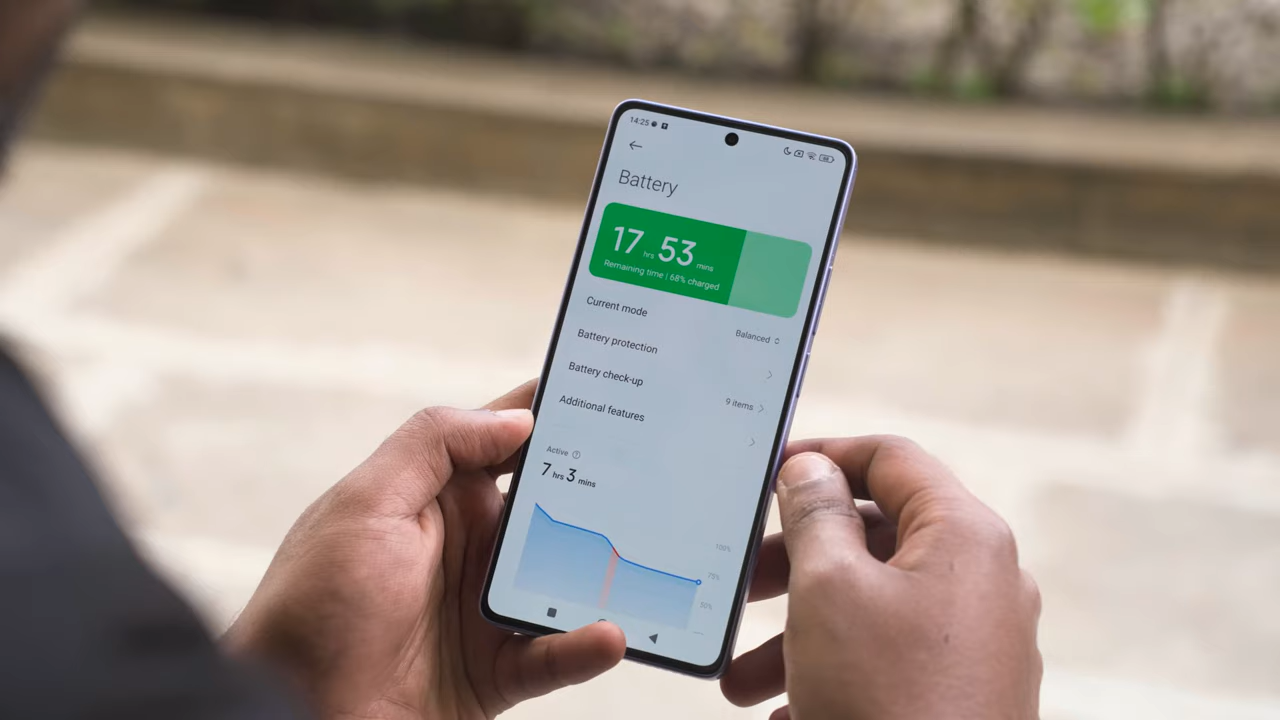 14:25
Battery
17 hrs 53 mins
Remaining time | 68% charged
Current mode
Balanced
Battery protection
Battery check-up
9 items
Additional features
Active
7 hrs 3 mins
100%
75%
50%